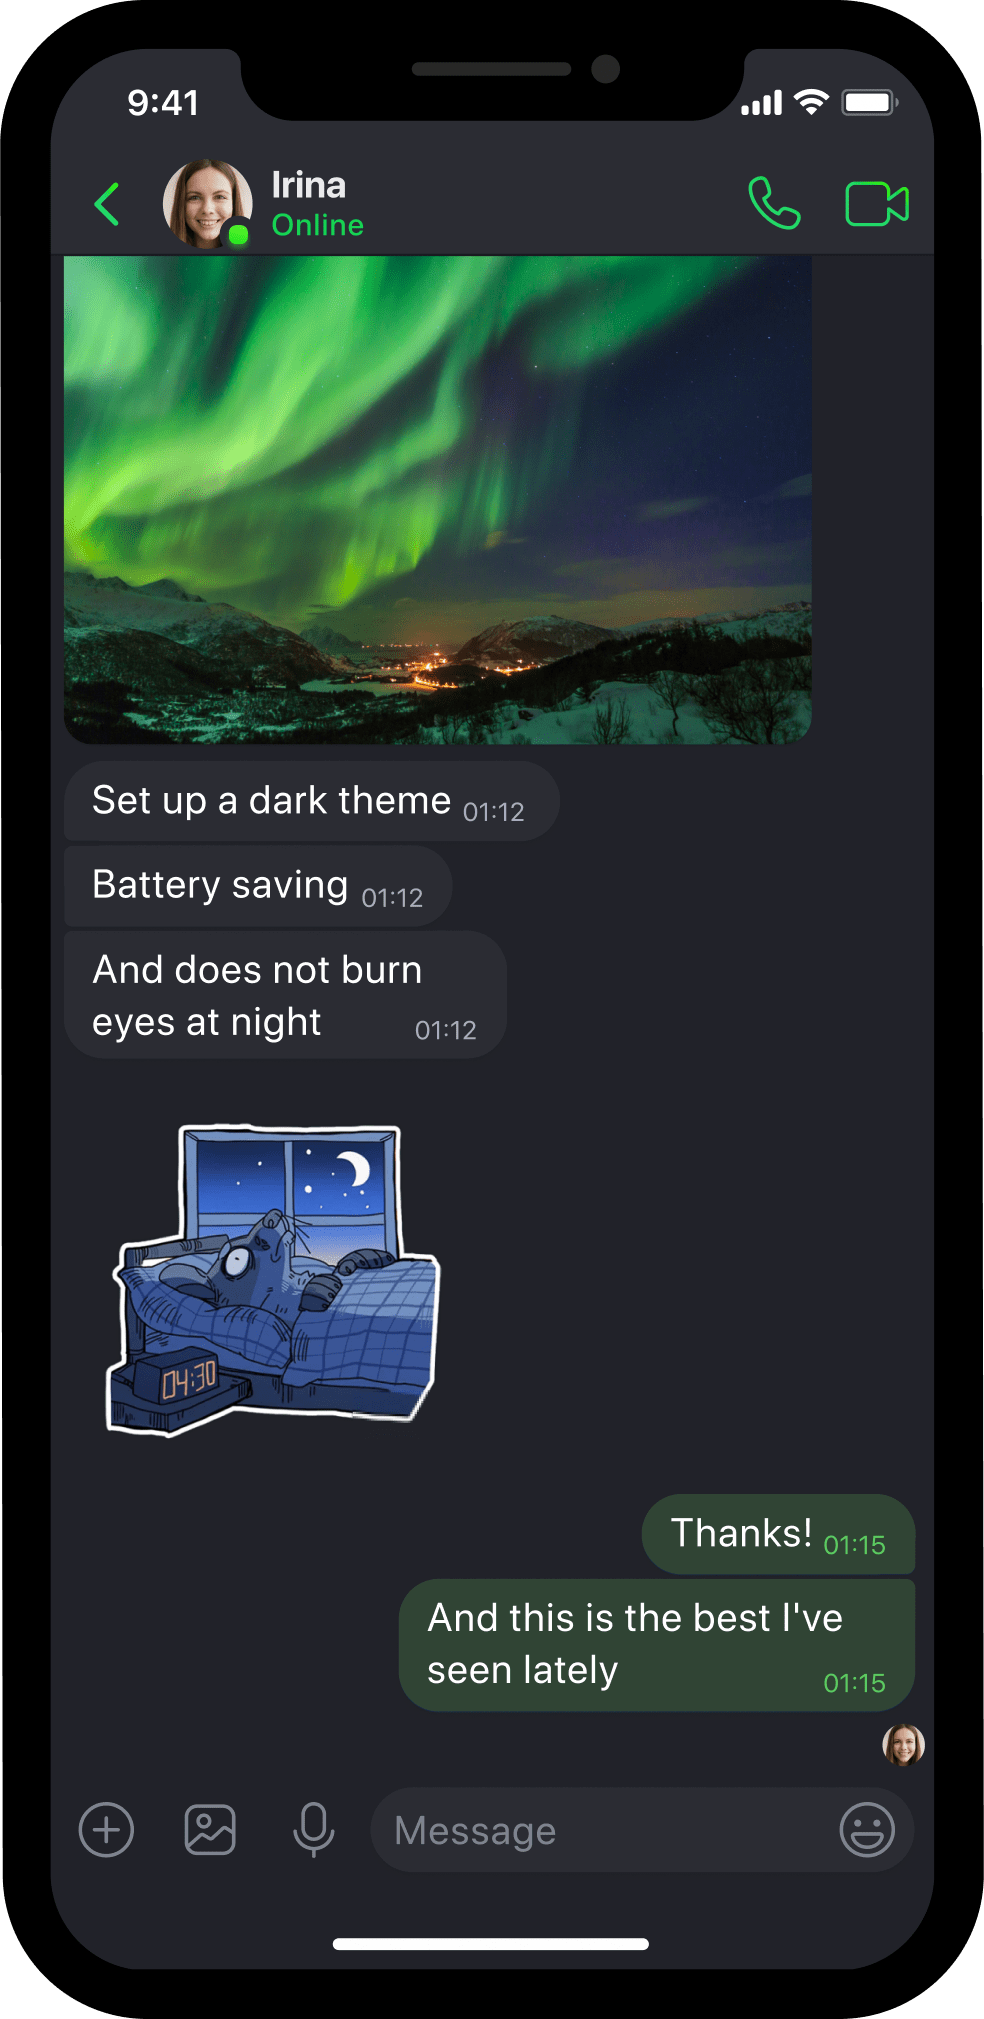 9:41
Irina
Online
Set up a dark theme 01:12
Battery saving 01:12
And does not burn
eyes at night 01:12
04:30
Thanks! 01:15
And this is the best I've
seen lately 01:15
Message